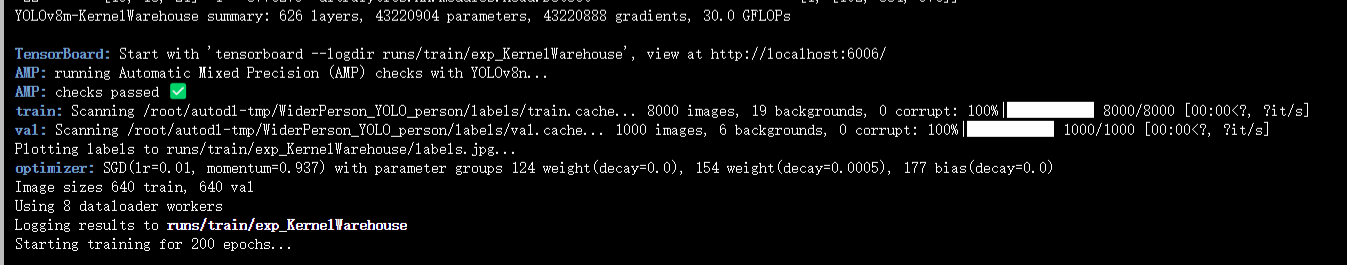 YOLOv8m-KernelWarehouse summary: 626 layers, 43220904 parameters, 43220888 gradients, 30.0 GFLOPs
TensorBoard: Start with 'tensorboard --logdir runs/train/exp_KernelWarehouse', view at http://localhost:6006/
AMP: running Automatic Mixed Precision (AMP) checks with YOLOv8n...
AMP: checks passed ✅
train: Scanning /root/autodl-tmp/WiderPerson_YOLO_person/labels/train.cache... 8000 images, 19 backgrounds, 0 corrupt: 100%|██████████ 8000/8000 [00:00<?, ?it/s]
val: Scanning /root/autodl-tmp/WiderPerson_YOLO_person/labels/val.cache... 1000 images, 6 backgrounds, 0 corrupt: 100%|██████████ 1000/1000 [00:00<?, ?it/s]
Plotting labels to runs/train/exp_KernelWarehouse/labels.jpg...
optimizer: SGD(lr=0.01, momentum=0.937) with parameter groups 124 weight(decay=0.0), 154 weight(decay=0.0005), 177 bias(decay=0.0)
Image sizes 640 train, 640 val
Using 8 dataloader workers
Logging results to runs/train/exp_KernelWarehouse
Starting training for 200 epochs...